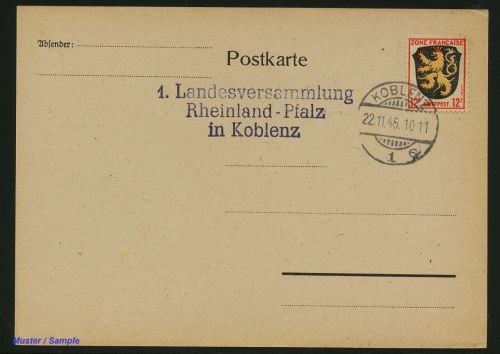 Absender:
Postkarte
1. Landesversammlung
Rheinland-Pfalz
in Koblenz
ZONE FRANÇAISE
12 BRIEFPOST 12
KOBLENZ
22.11.46. 10-11
1
Muster / Sample